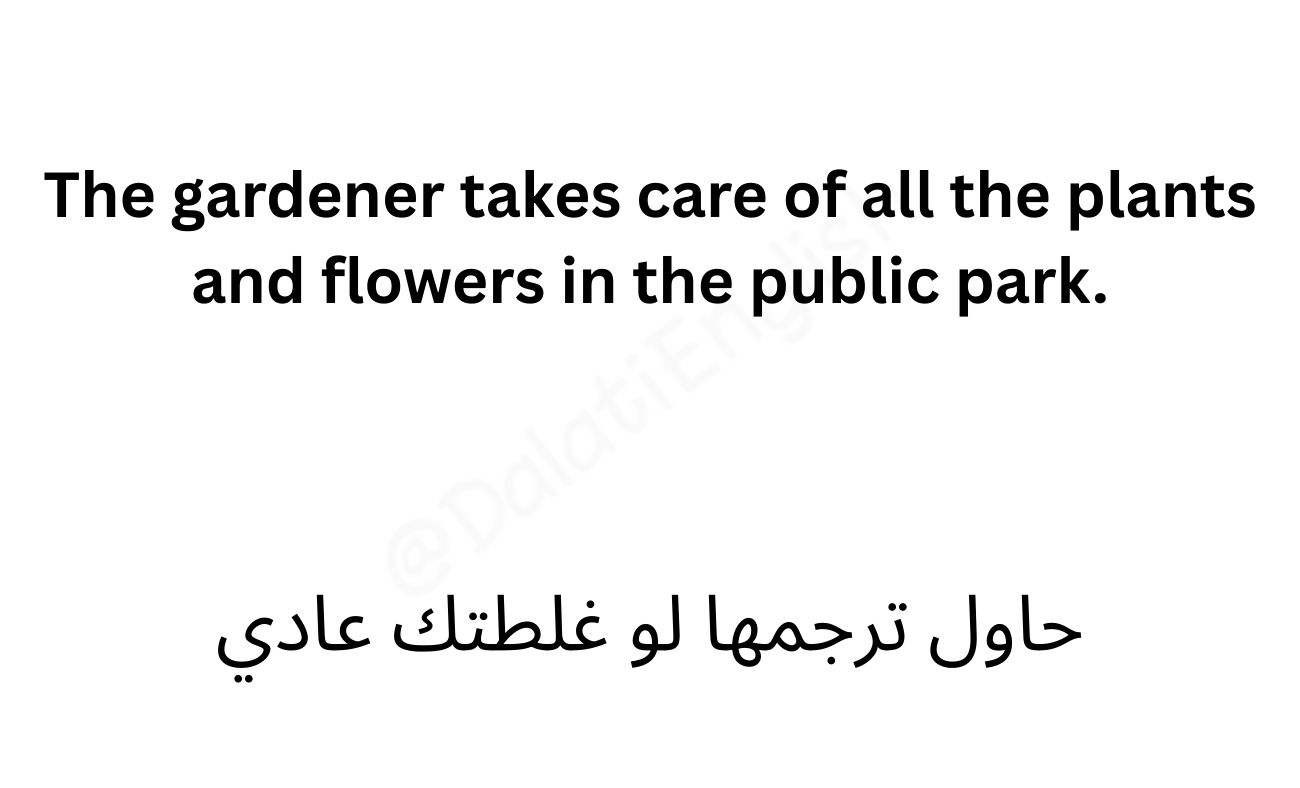 The gardener takes care of all the plants
and flowers in the public park.
@DalatiEnglish
حاول ترجمها لو غلطتك عادي